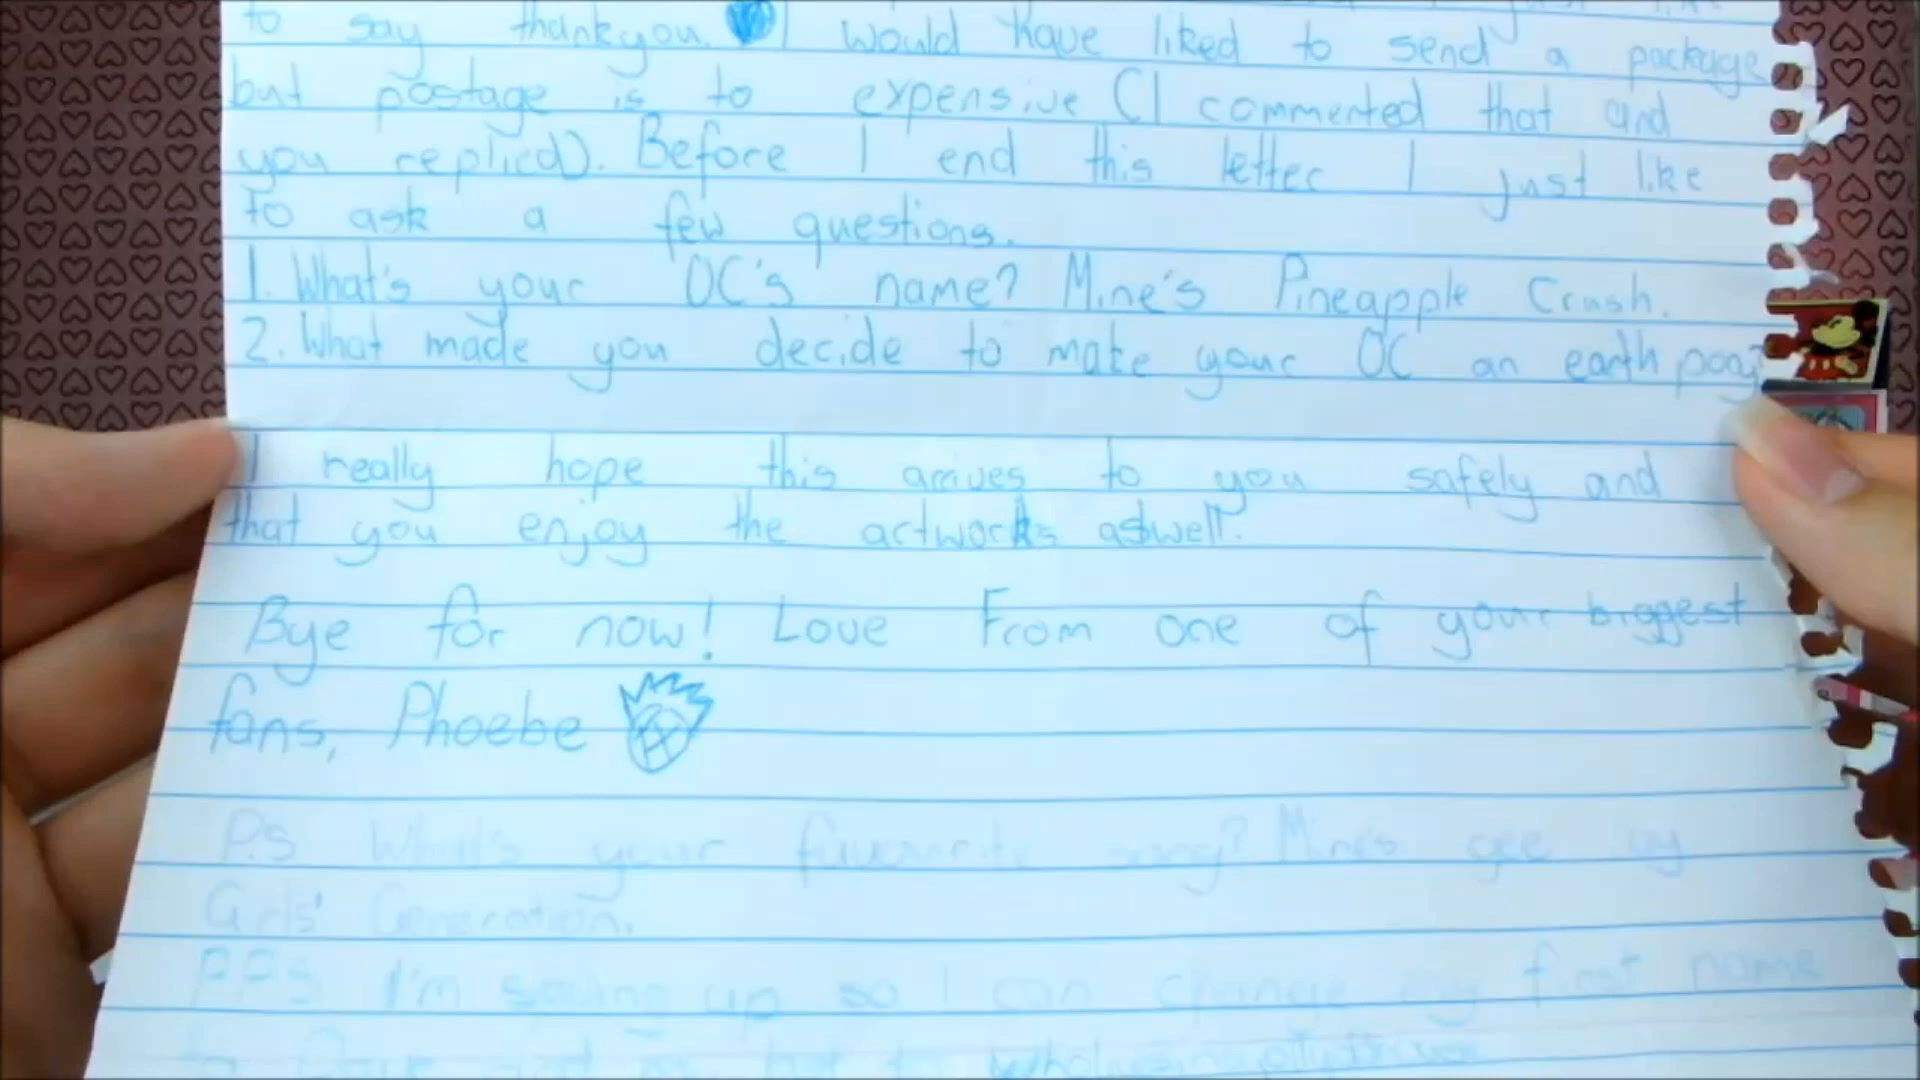 to say thankyou. I would have liked to send a package
but postage is to expensive (I commented that and
you replied). Before I end this letter I just like
to ask a few questions.
1. What's your OC's name? Mine's Pineapple Crush.
2. What made you decide to make your OC an earth pony?
I really hope this arrives to you safely and
that you enjoy the artworks aswell.
Bye for now! Love From one of your biggest
fans, Phoebe
P.S What's your favourite song? Mine's gee by
Girls' Generation.
PPS I'm saving up so I can change my first name
to